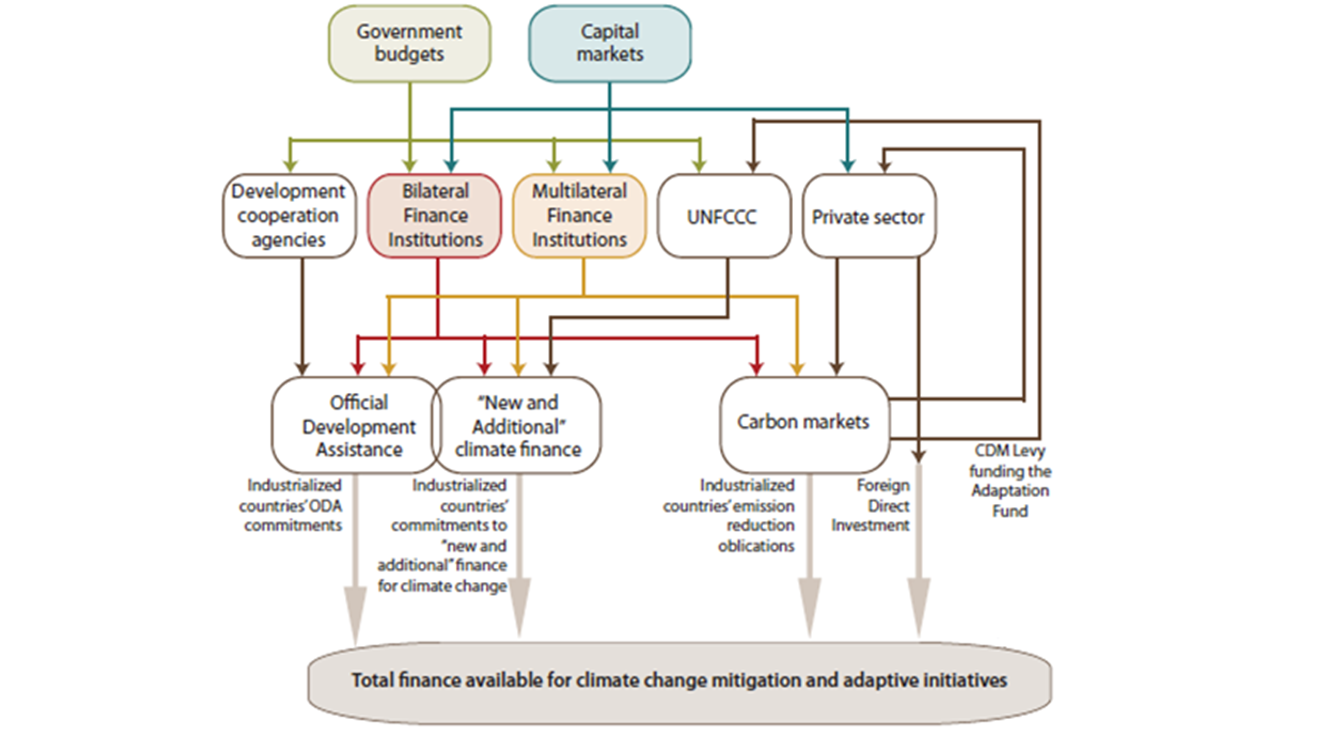 Government
budgets
Capital
markets
Development
cooperation
agencies
Bilateral
Finance
Institutions
Multilateral
Finance
Institutions
UNFCCC
Private sector
Official
Development
Assistance
“New and
Additional”
climate finance
Carbon markets
Industrialized
countries’ ODA
commitments
Industrialized
countries’
commitments to
“new and
additional” finance
for climate change
Industrialized
countries’ emission
reduction
oblications
Foreign
Direct
Investment
CDM Levy
funding the
Adaptation
Fund
Total finance available for climate change mitigation and adaptive initiatives